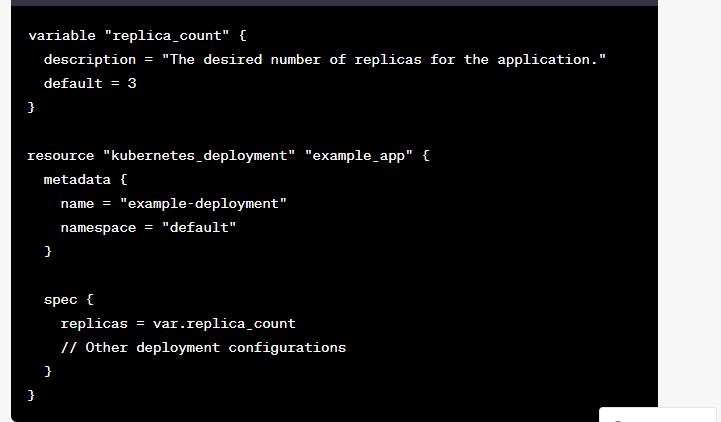 variable "replica_count" {
  description = "The desired number of replicas for the application."
  default = 3
}

resource "kubernetes_deployment" "example_app" {
  metadata {
    name = "example-deployment"
    namespace = "default"
  }

  spec {
    replicas = var.replica_count
    // Other deployment configurations
  }
}